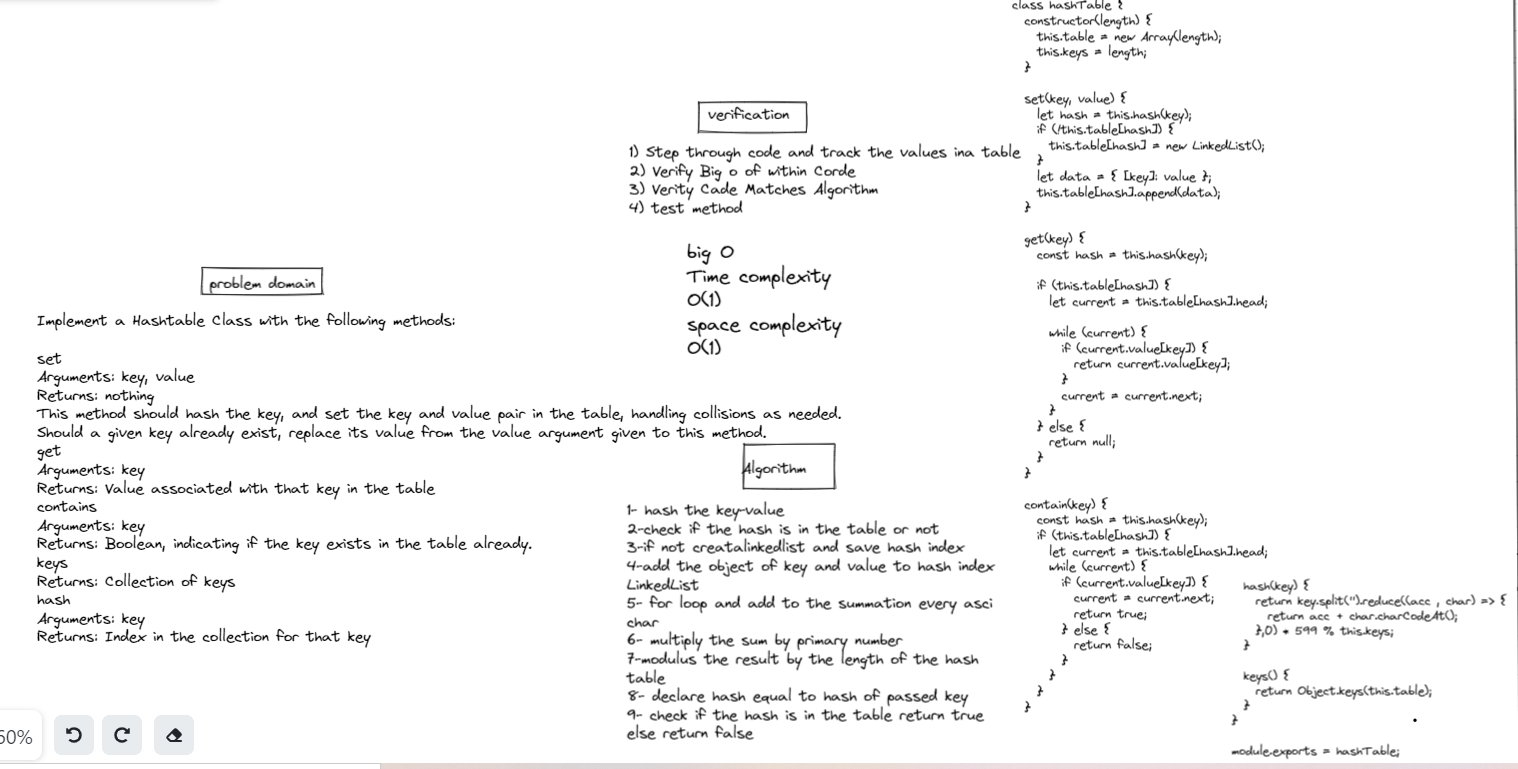 problem domain
Implement a Hashtable Class with the following methods:
set
Arguments: key, value
Returns: nothing
This method should hash the key, and set the key and value pair in the table, handling collisions as needed.
Should a given key already exist, replace its value from the value argument given to this method.
get
Arguments: key
Returns: Value associated with that key in the table
contains
Arguments: key
Returns: Boolean, indicating if the key exists in the table already.
keys
Returns: Collection of keys
hash
Arguments: key
Returns: Index in the collection for that key
verification
1) Step through code and track the values ina table
2) Verify Big o of within Corde
3) Verity Cade Matches Algorithm
4) test method
big O
Time complexity
O(1)
space complexity
O(1)
Algorithm
1- hash the key-value
2-check if the hash is in the table or not
3-if not creatalinkedlist and save hash index
4-add the object of key and value to hash index
LinkedList
5- for loop and add to the summation every asci
char
6- multiply the sum by primary number
7-modulus the result by the length of the hash
table
8- declare hash equal to hash of passed key
9- check if the hash is in the table return true
else return false
class hashTable {
constructor(length) {
this.table = new Array(length);
this.keys = length;
}
set(key, value) {
let hash = this.hash(key);
if (!this.table[hash]) {
this.table[hash] = new LinkedList();
}
let data = { [key]: value };
this.table[hash].append(data);
}
get(key) {
const hash = this.hash(key);
if (this.table[hash]) {
let current = this.table[hash].head;
while (current) {
if (current.value[key]) {
return current.value[key];
}
current = current.next;
}
} else {
return null;
}
}
contain(key) {
const hash = this.hash(key);
if (this.table[hash]) {
let current = this.table[hash].head;
while (current) {
if (current.value[key]) {
current = current.next;
return true;
} else {
return false;
}
}
}
}
hash(key) {
return key.split('').reduce((acc , char) => {
return acc + char.charCodeAt();
},0) * 599 % this.keys;
}
keys() {
return Object.keys(this.table);
}
}
module.exports = hashTable;
50%